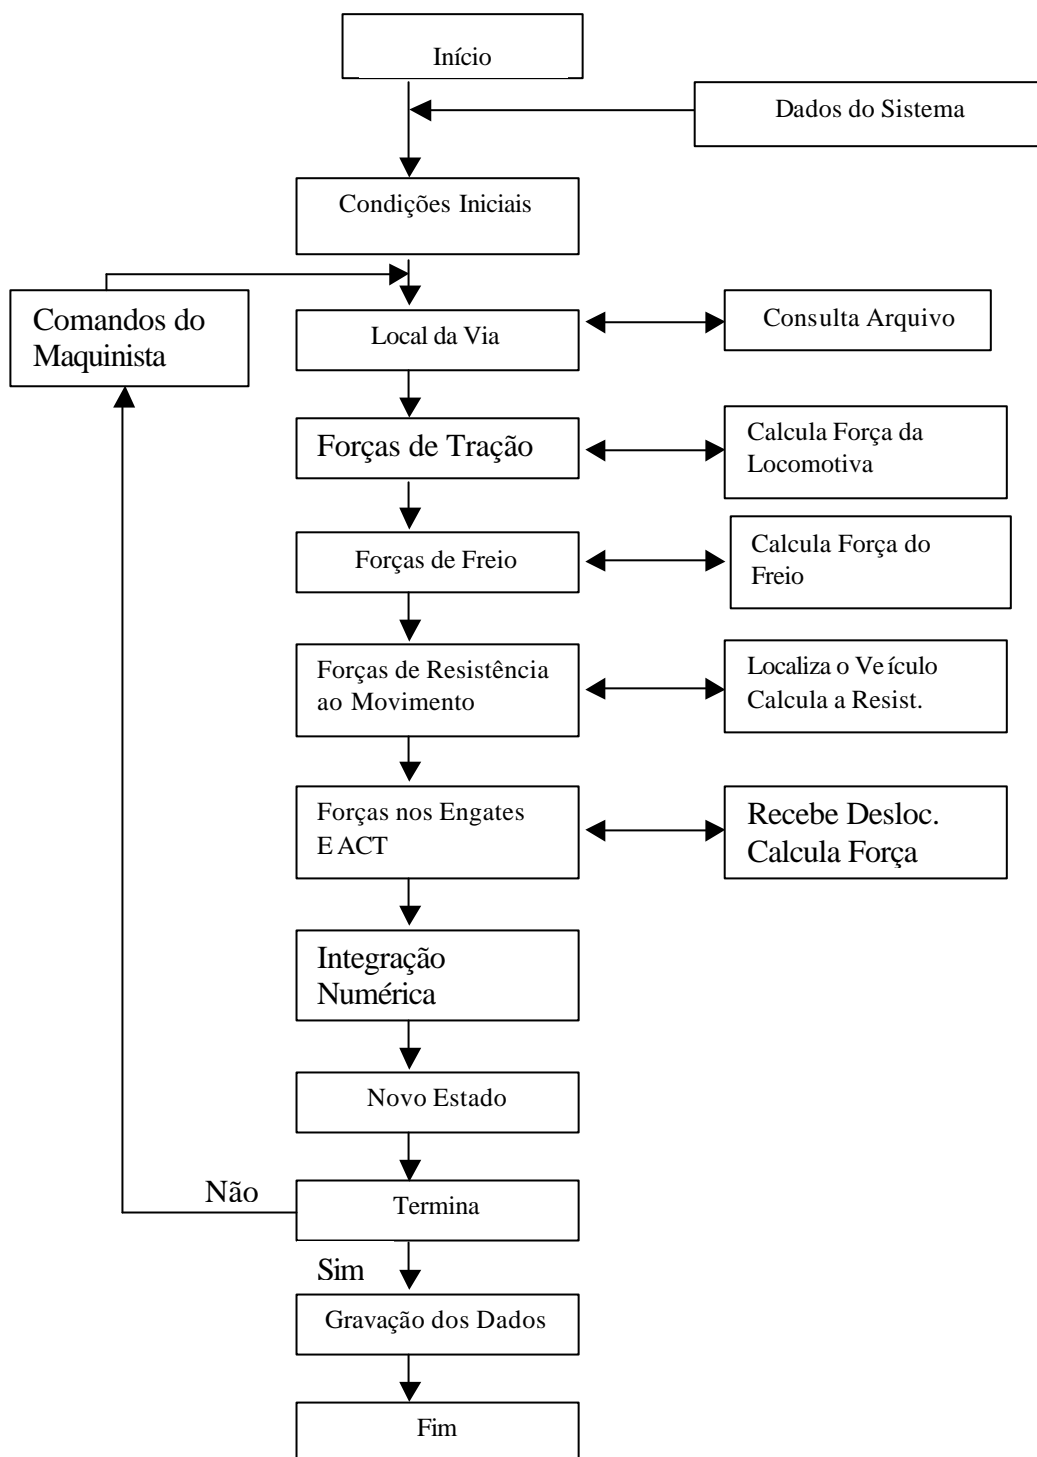 Início
Dados do Sistema
Condições Iniciais
Comandos do
Maquinista
Local da Via
Consulta Arquivo
Forças de Tração
Calcula Força da
Locomotiva
Forças de Freio
Calcula Força do
Freio
Forças de Resistência
ao Movimento
Localiza o Veículo
Calcula a Resist.
Forças nos Engates
E ACT
Recebe Desloc.
Calcula Força
Integração
Numérica
Novo Estado
Não
Termina
Sim
Gravação dos Dados
Fim